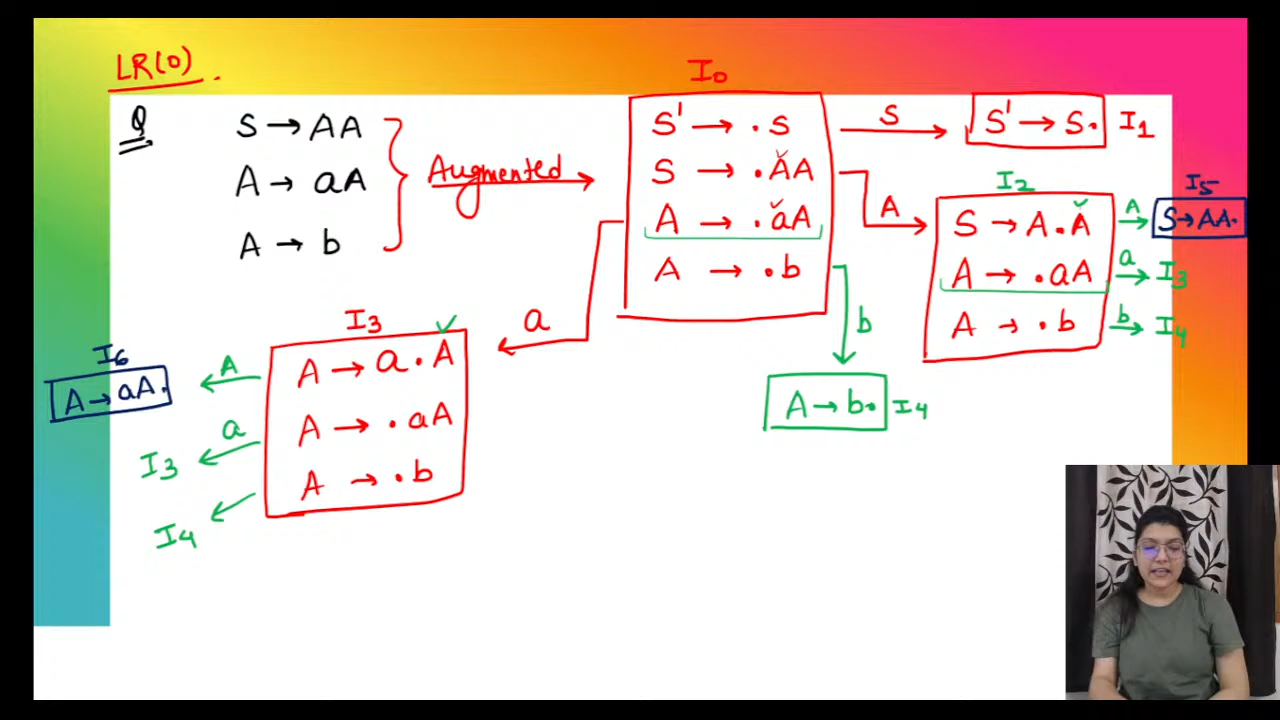 LR(0) .
Q
S → AA
A → aA
A → b
Augmented
I0
S' → .S
S → .AA
A → .aA
A → .b
S
S' → S. I1
A
I2
S → A.A
A → .aA
A → .b
A
I5
S → AA.
a I3
b I4
a
I3
A → a.A
A → .aA
A → .b
A
I6
A → aA.
a
I3
I4
b
A → b. I4